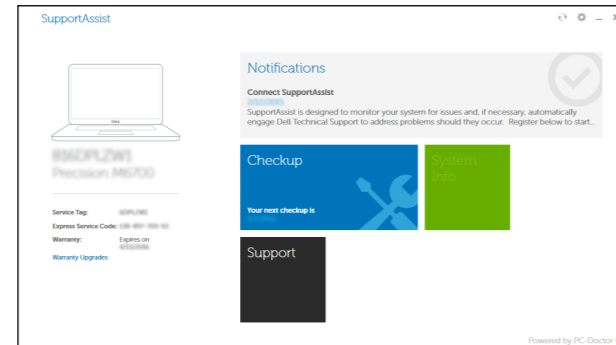 SupportAssist
Notifications
Connect SupportAssist
SupportAssist is designed to monitor your system for issues and, if necessary, automatically
engage Dell Technical Support to address problems should they occur. Register below to start...
Precision M6700
Service Tag:
Express Service Code:
Warranty: Expires on
Warranty Upgrades
Checkup
Your next checkup is
System
Info
Support
Powered by PC-Doctor